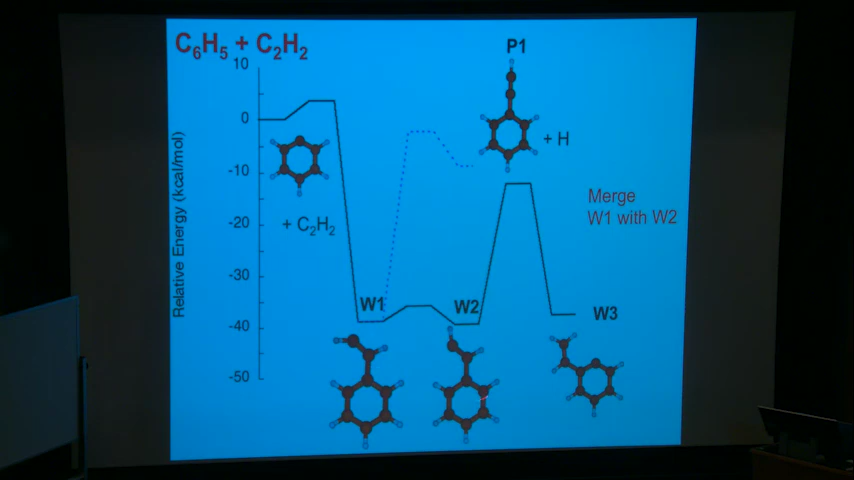 C₆H₅ + C₂H₂
P1
10
0
-10
-20
-30
-40
-50
Relative Energy (kcal/mol)
+ C₂H₂
+ H
Merge
W1 with W2
W1
W2
W3